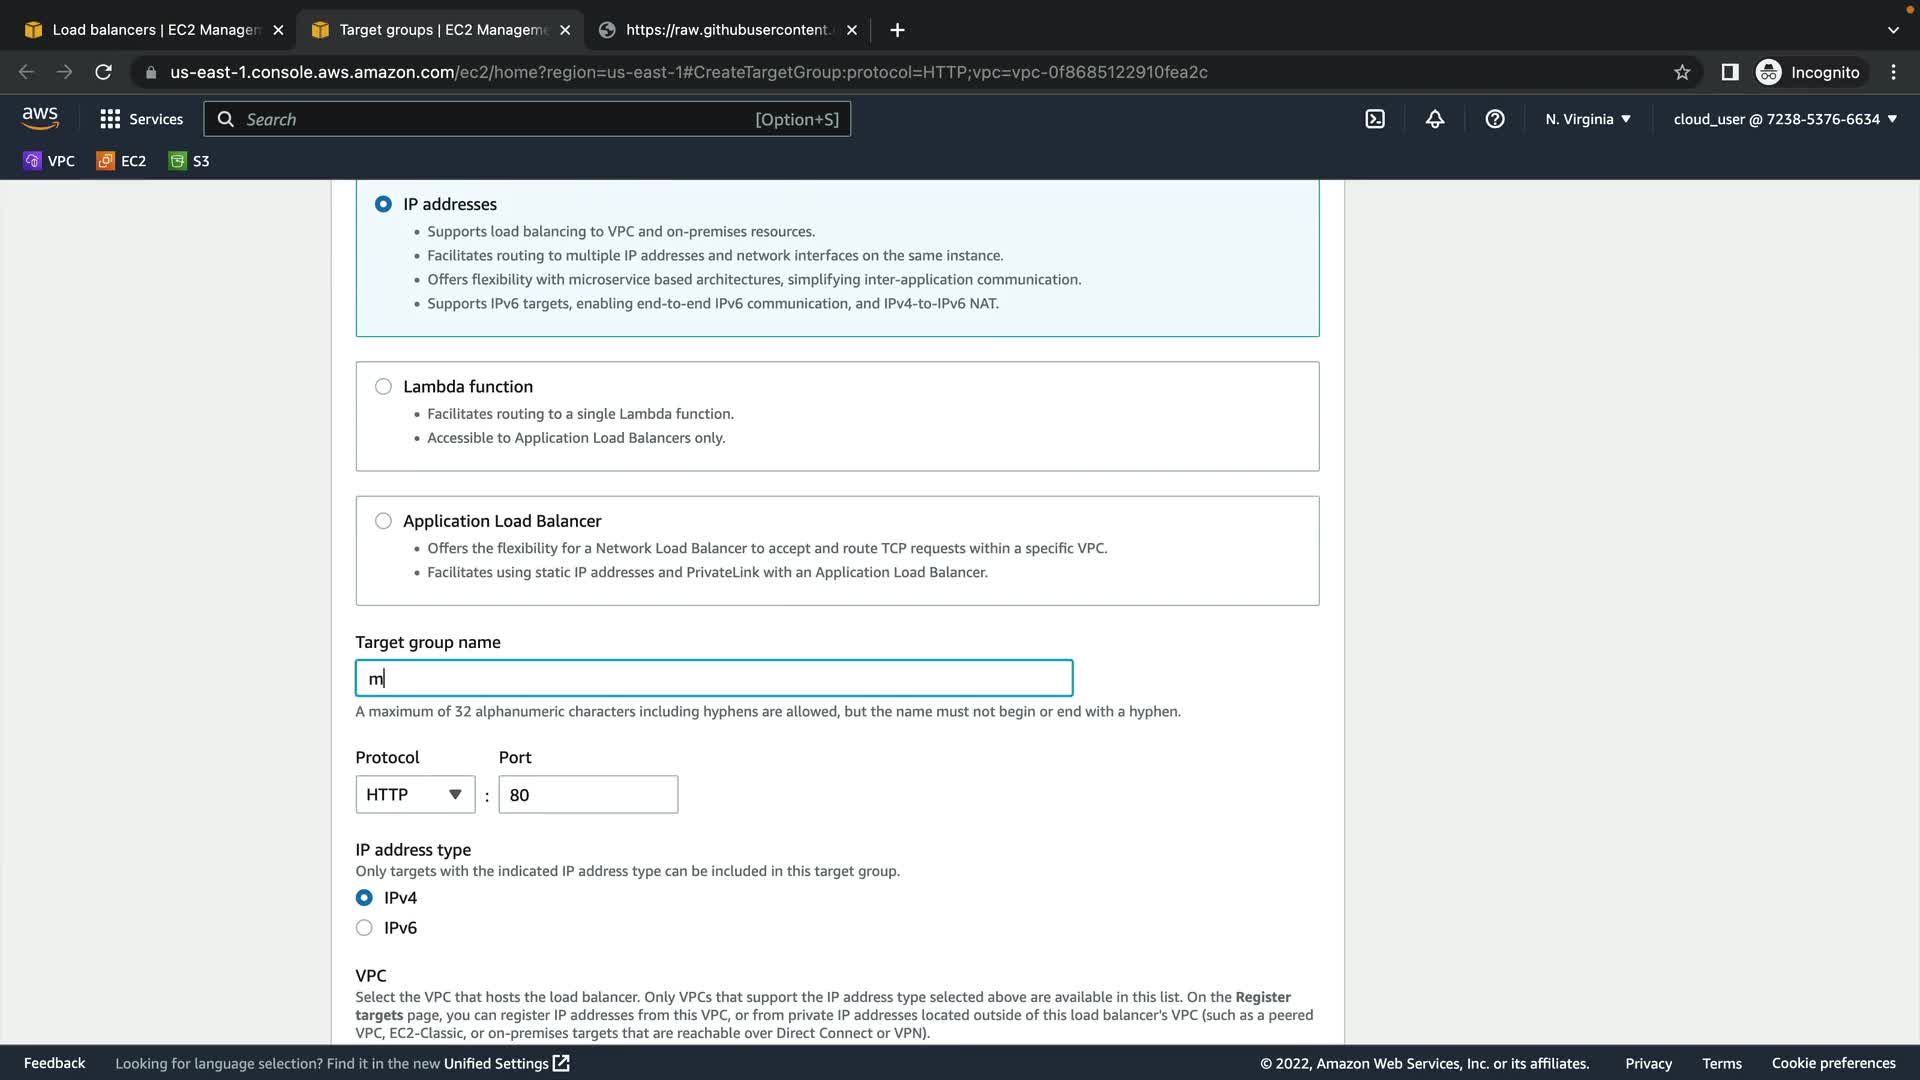 Load balancers | EC2 Managem
Target groups | EC2 Manageme
https://raw.githubusercontent.
us-east-1.console.aws.amazon.com/ec2/home?region=us-east-1#CreateTargetGroup:protocol=HTTP;vpc=vpc-0f8685122910fea2c
Incognito
aws
Services
Search
[Option+S]
N. Virginia
cloud_user @ 7238-5376-6634
VPC
EC2
S3
IP addresses
• Supports load balancing to VPC and on-premises resources.
• Facilitates routing to multiple IP addresses and network interfaces on the same instance.
• Offers flexibility with microservice based architectures, simplifying inter-application communication.
• Supports IPv6 targets, enabling end-to-end IPv6 communication, and IPv4-to-IPv6 NAT.
Lambda function
• Facilitates routing to a single Lambda function.
• Accessible to Application Load Balancers only.
Application Load Balancer
• Offers the flexibility for a Network Load Balancer to accept and route TCP requests within a specific VPC.
• Facilitates using static IP addresses and PrivateLink with an Application Load Balancer.
Target group name
m
A maximum of 32 alphanumeric characters including hyphens are allowed, but the name must not begin or end with a hyphen.
Protocol
Port
HTTP
:
80
IP address type
Only targets with the indicated IP address type can be included in this target group.
IPv4
IPv6
VPC
Select the VPC that hosts the load balancer. Only VPCs that support the IP address type selected above are available in this list. On the Register
targets page, you can register IP addresses from this VPC, or from private IP addresses located outside of this load balancer's VPC (such as a peered
VPC, EC2-Classic, or on-premises targets that are reachable over Direct Connect or VPN).
Feedback
Looking for language selection? Find it in the new Unified Settings
© 2022, Amazon Web Services, Inc. or its affiliates.
Privacy
Terms
Cookie preferences